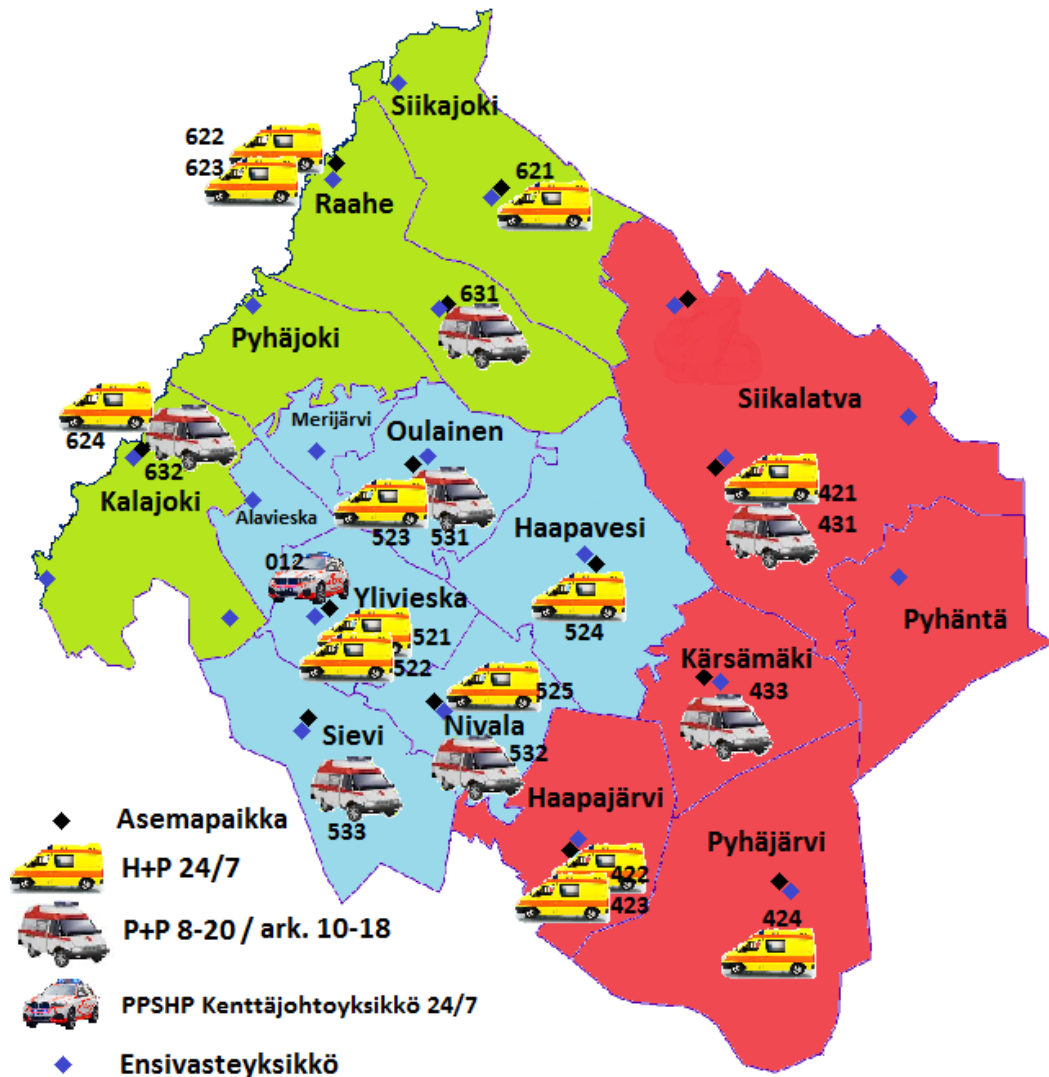 Siikajoki
622
623
Raahe
621
631
Pyhäjoki
624
632
Kalajoki
Merijärvi
Oulainen
Alavieska
523
531
Haapavesi
524
012
Ylivieska
521
522
525
Nivala
532
Sievi
533
Siikalatva
421
431
Pyhäntä
Kärsämäki
433
Haapajärvi
422
423
Pyhäjärvi
424
Asemapaikka
H+P 24/7
P+P 8-20 / ark. 10-18
PPSHP Kenttäjohtoyksikkö 24/7
Ensivasteyksikkö